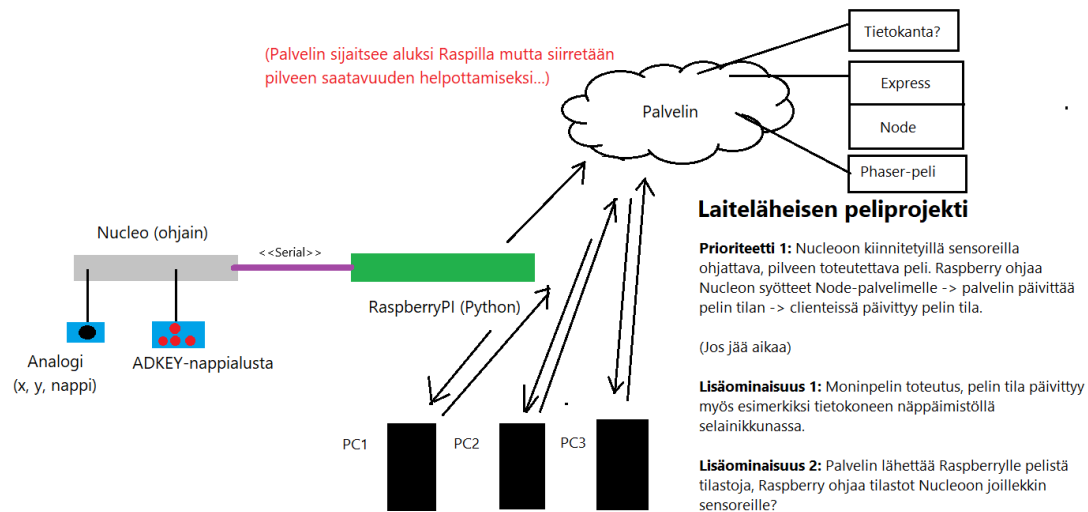 (Palvelin sijaitsee aluksi Raspilla mutta siirretään
pilveen saatavuuden helpottamiseksi...)
Tietokanta?
Express
Node
Phaser-peli
Palvelin
Nucleo (ohjain)
<<Serial>>
RaspberryPI (Python)
Analogi
(x, y, nappi)
ADKEY-nappialusta
PC1
PC2
PC3
Laiteläheisen peliprojekti
Prioriteetti 1: Nucleoon kiinnitetyillä sensoreilla
ohjattava, pilveen toteutettava peli. Raspberry ohjaa
Nucleon syötteet Node-palvelimelle -> palvelin päivittää
pelin tilan -> clienteissä päivittyy pelin tila.
(Jos jää aikaa)
Lisäominaisuus 1: Moninpelin toteutus, pelin tila päivittyy
myös esimerkiksi tietokoneen näppäimistöllä
selainikkunassa.
Lisäominaisuus 2: Palvelin lähettää Raspberrylle pelistä
tilastoja, Raspberry ohjaa tilastot Nucleoon joillekkin
sensoreille?